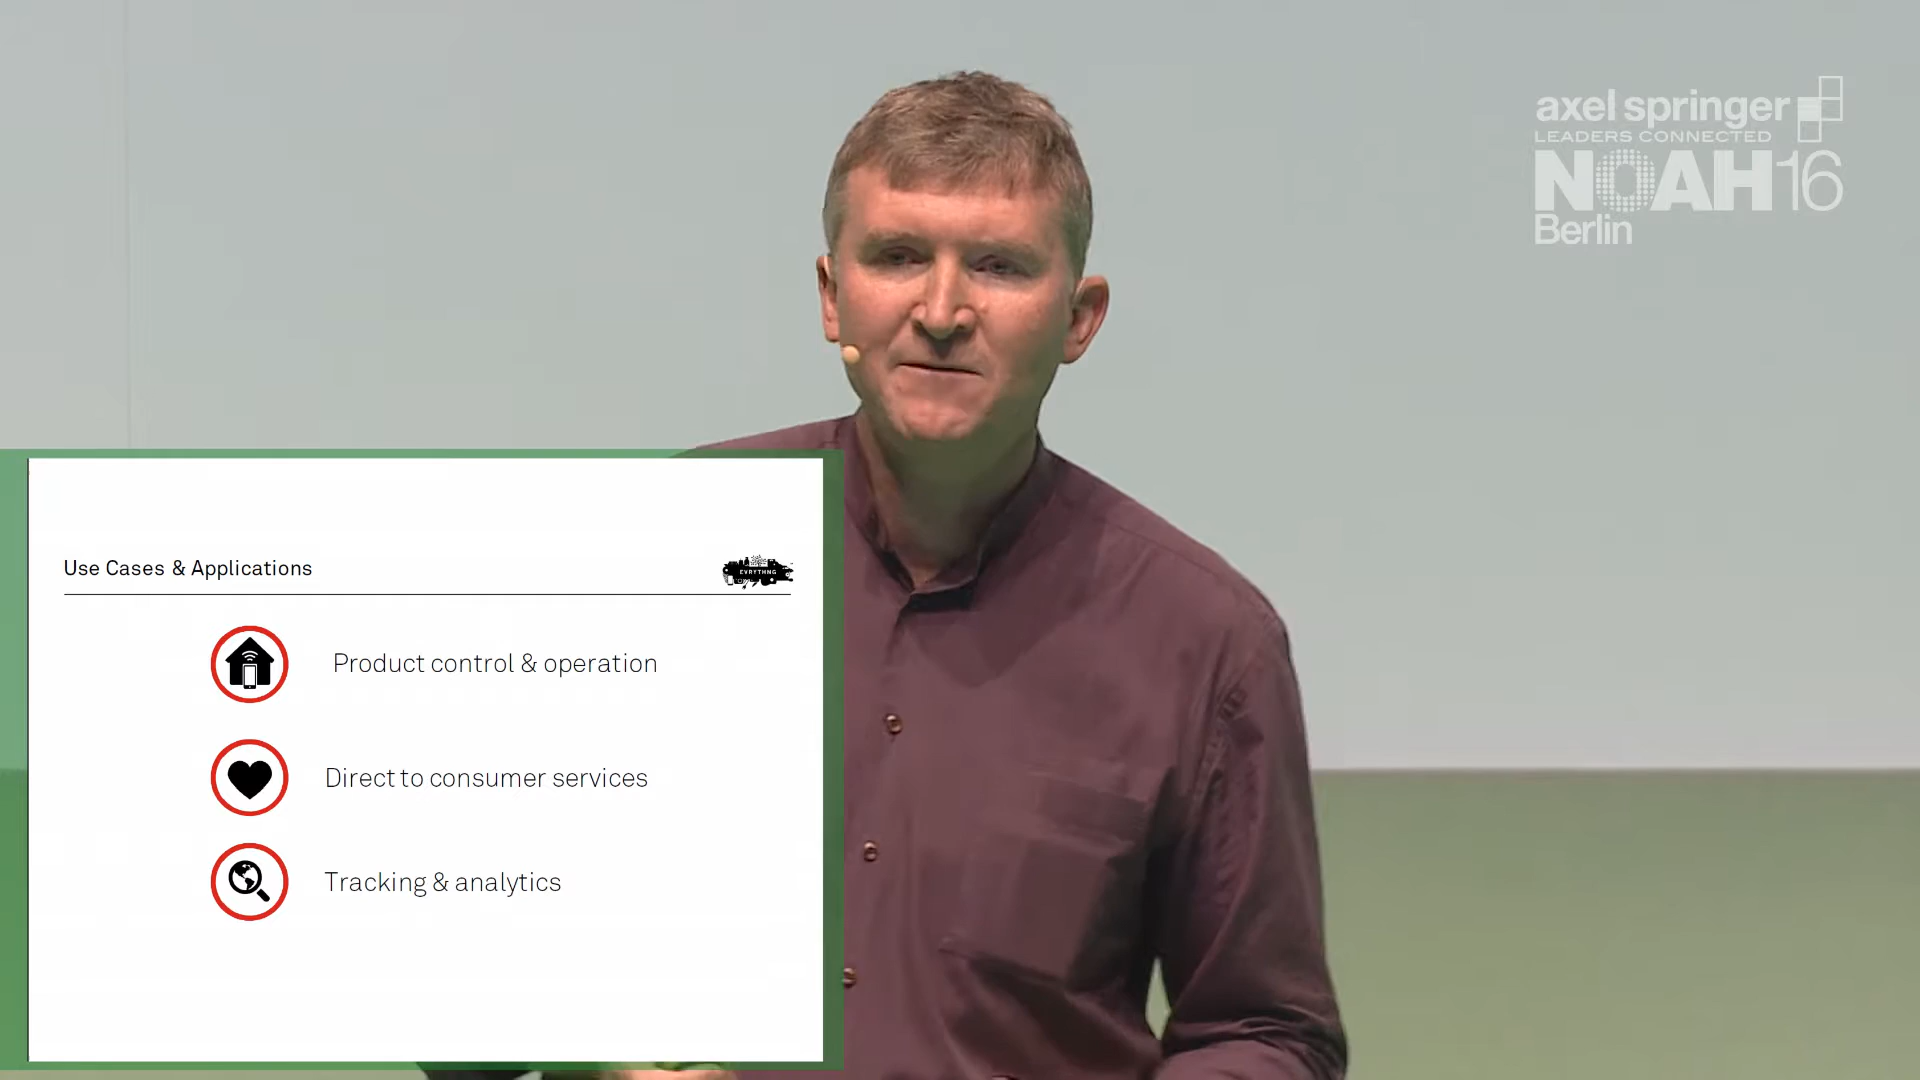 axel springer
LEADERS CONNECTED
NOAH16
Berlin
Use Cases & Applications
EVRYTHNG
Product control & operation
Direct to consumer services
Tracking & analytics